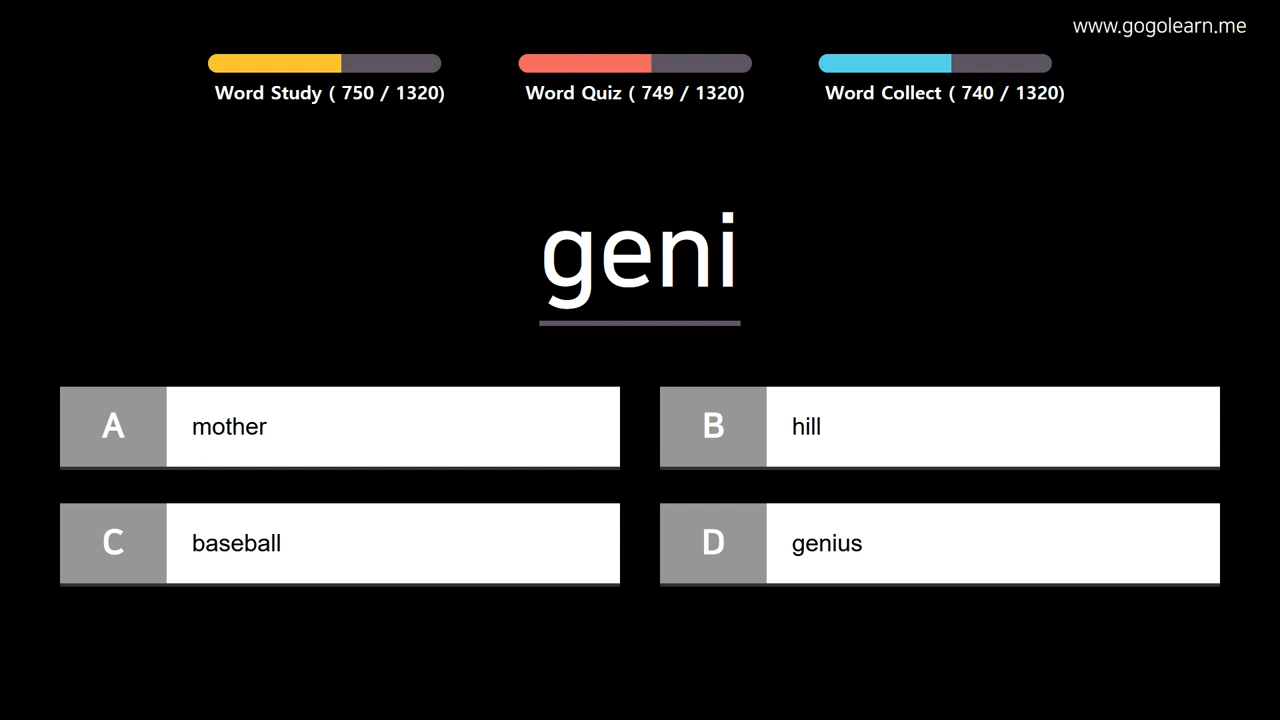 www.gogolearn.me
Word Study ( 750 / 1320)
Word Quiz ( 749 / 1320)
Word Collect ( 740 / 1320)
geni
A mother
B hill
C baseball
D genius